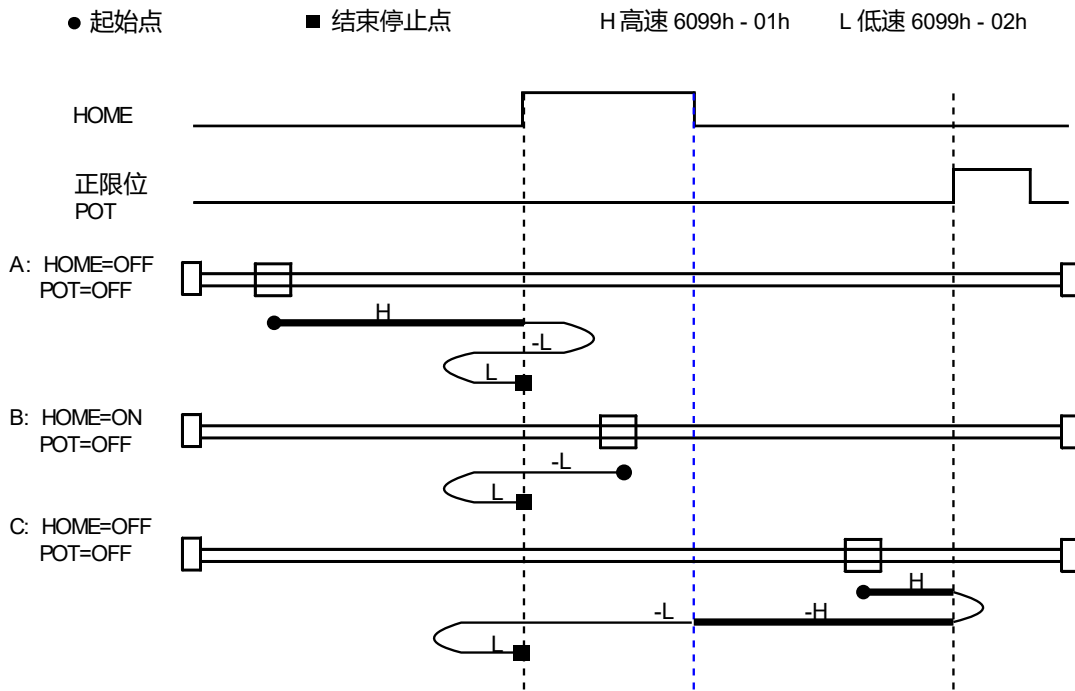 ● 起始点 ■ 结束停止点 H 高速 6099h - 01h L 低速 6099h - 02h
HOME
正限位
POT
A: HOME=OFF
POT=OFF
H
-L
L
B: HOME=ON
POT=OFF
-L
L
C: HOME=OFF
POT=OFF
H
-L -H
L